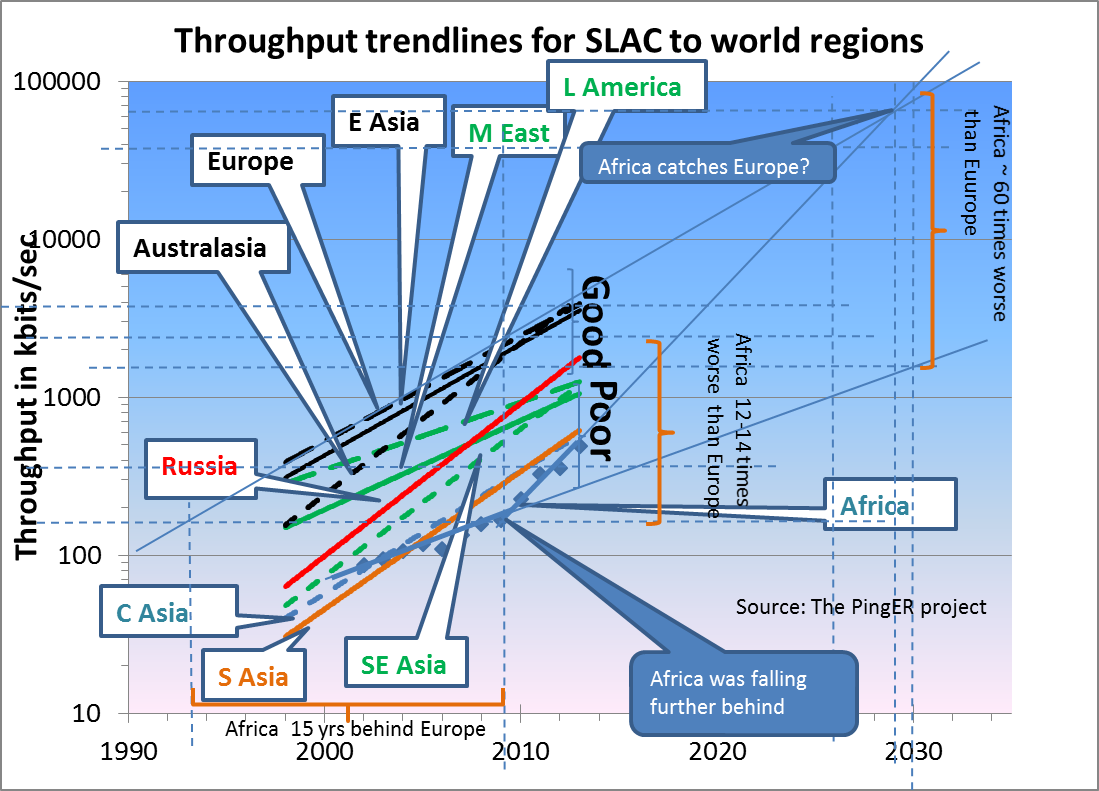 Throughput trendlines for SLAC to world regions
Throughput in kbits/sec
100000
10000
1000
100
10
1990
2000
2010
2020
2030
L America
E Asia
M East
Europe
Australasia
Africa catches Europe?
Africa ~ 60 times worse
than Euurope
Good Poor
Africa 12-14 times
worse than Europe
Russia
Africa
C Asia
S Asia
SE Asia
Source: The PingER project
Africa was falling
further behind
Africa 15 yrs behind Europe